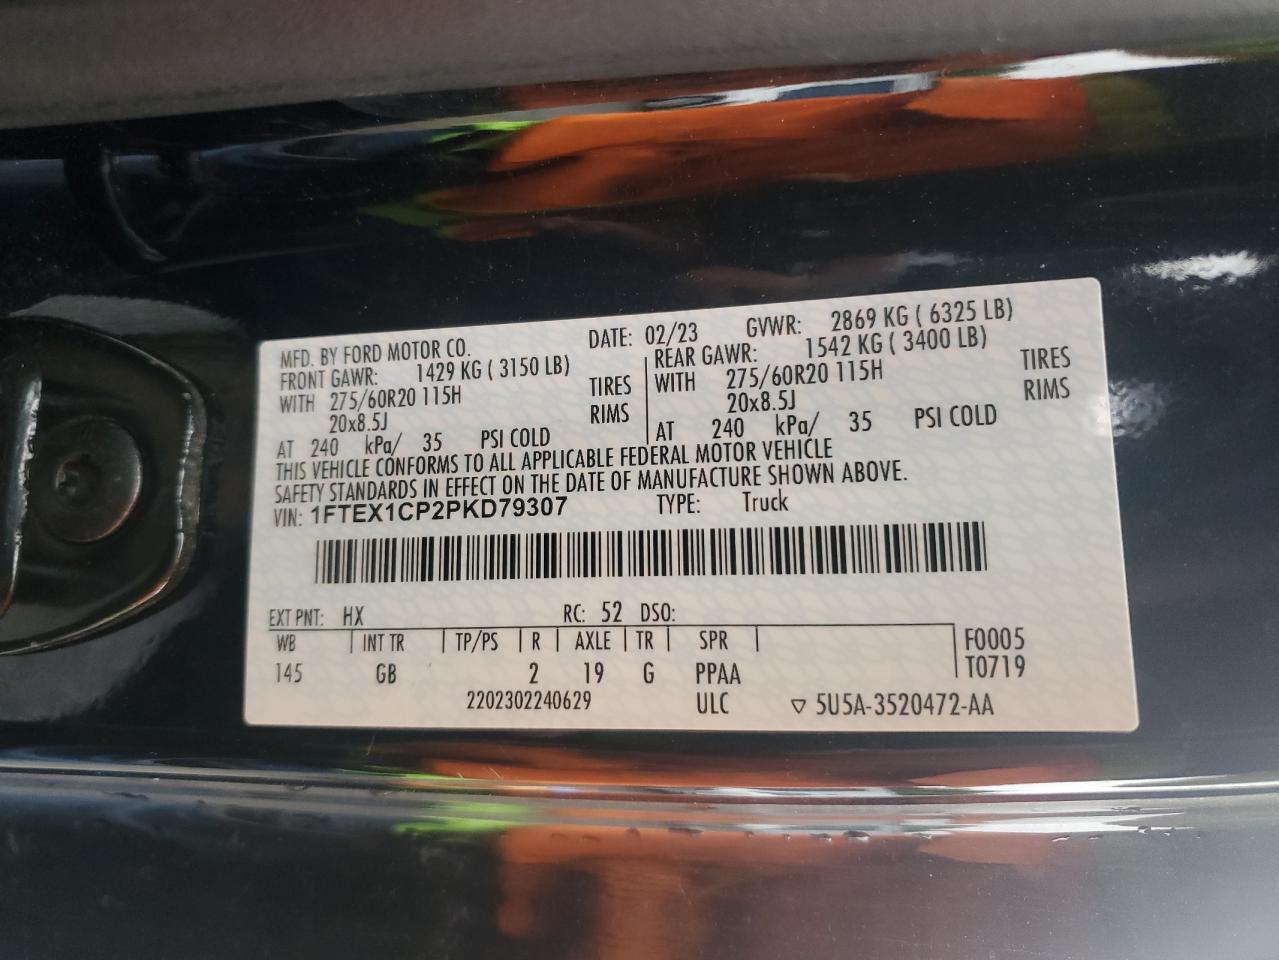 MFD. BY FORD MOTOR CO. DATE: 02/23 GVWR: 2869 KG ( 6325 LB)
FRONT GAWR: 1429 KG ( 3150 LB) REAR GAWR: 1542 KG ( 3400 LB)
WITH 275/60R20 115H TIRES WITH 275/60R20 115H TIRES
20x8.5J RIMS 20x8.5J RIMS
AT 240 kPa/ 35 PSI COLD AT 240 kPa/ 35 PSI COLD
THIS VEHICLE CONFORMS TO ALL APPLICABLE FEDERAL MOTOR VEHICLE
SAFETY STANDARDS IN EFFECT ON THE DATE OF MANUFACTURE SHOWN ABOVE.
VIN: 1FTEX1CP2PKD79307 TYPE: Truck
EXT PNT: HX RC: 52 DSO:
WB INT TR TP/PS R AXLE TR SPR F0005
145 GB 2 19 G PPAA T0719
2202302240629 ULC ▽ 5U5A-3520472-AA